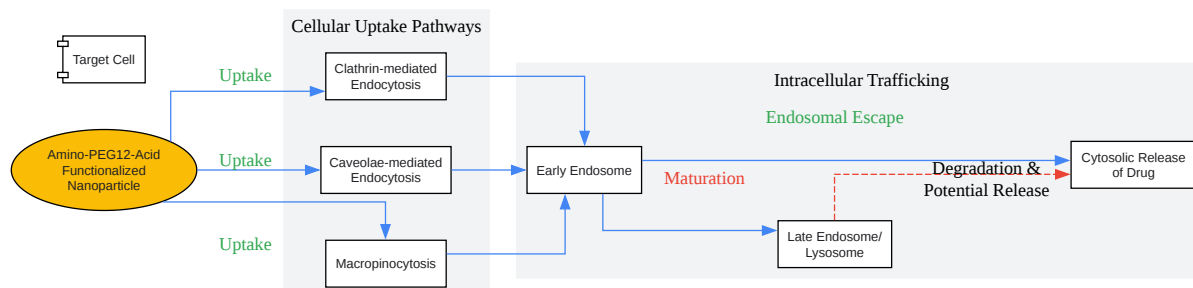 Cellular Uptake Pathways
Target Cell
Uptake
Clathrin-mediated
Endocytosis
Intracellular Trafficking
Endosomal Escape
Amino-PEG12-Acid
Functionalized
Nanoparticle
Uptake
Caveolae-mediated
Endocytosis
Early Endosome
Maturation
Degradation &
Potential Release
Cytosolic Release
of Drug
Uptake
Macropinocytosis
Late Endosome/
Lysosome